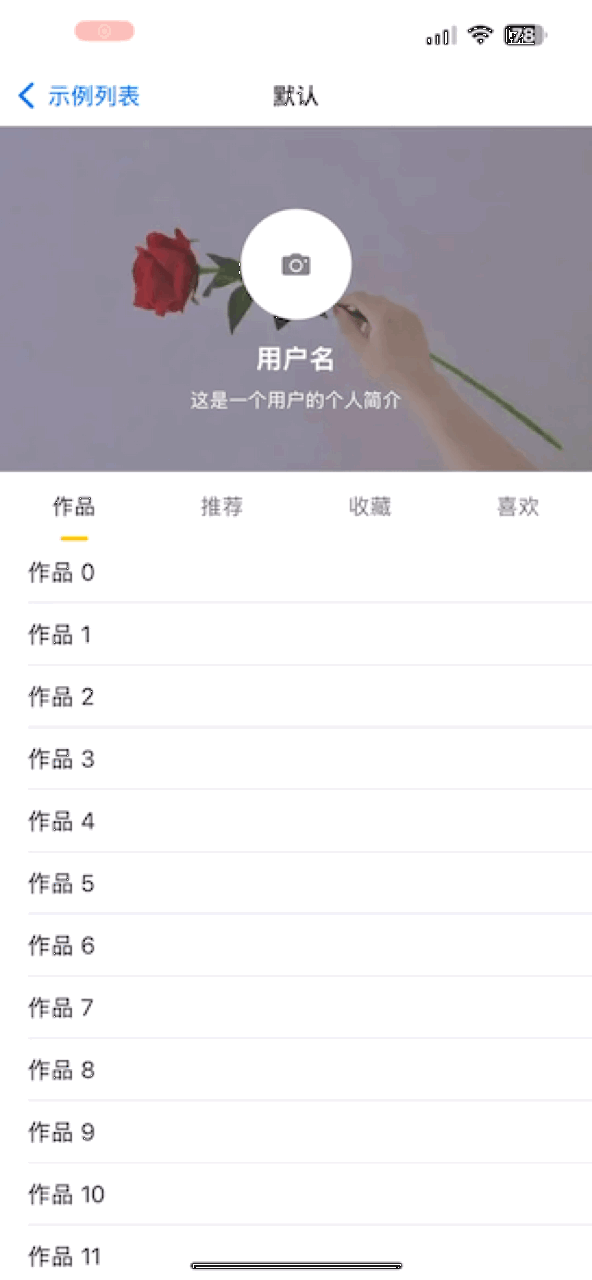 78
示例列表
默认
用户名
这是一个用户的个人简介
作品 推荐 收藏 喜欢
作品 0
作品 1
作品 2
作品 3
作品 4
作品 5
作品 6
作品 7
作品 8
作品 9
作品 10
作品 11